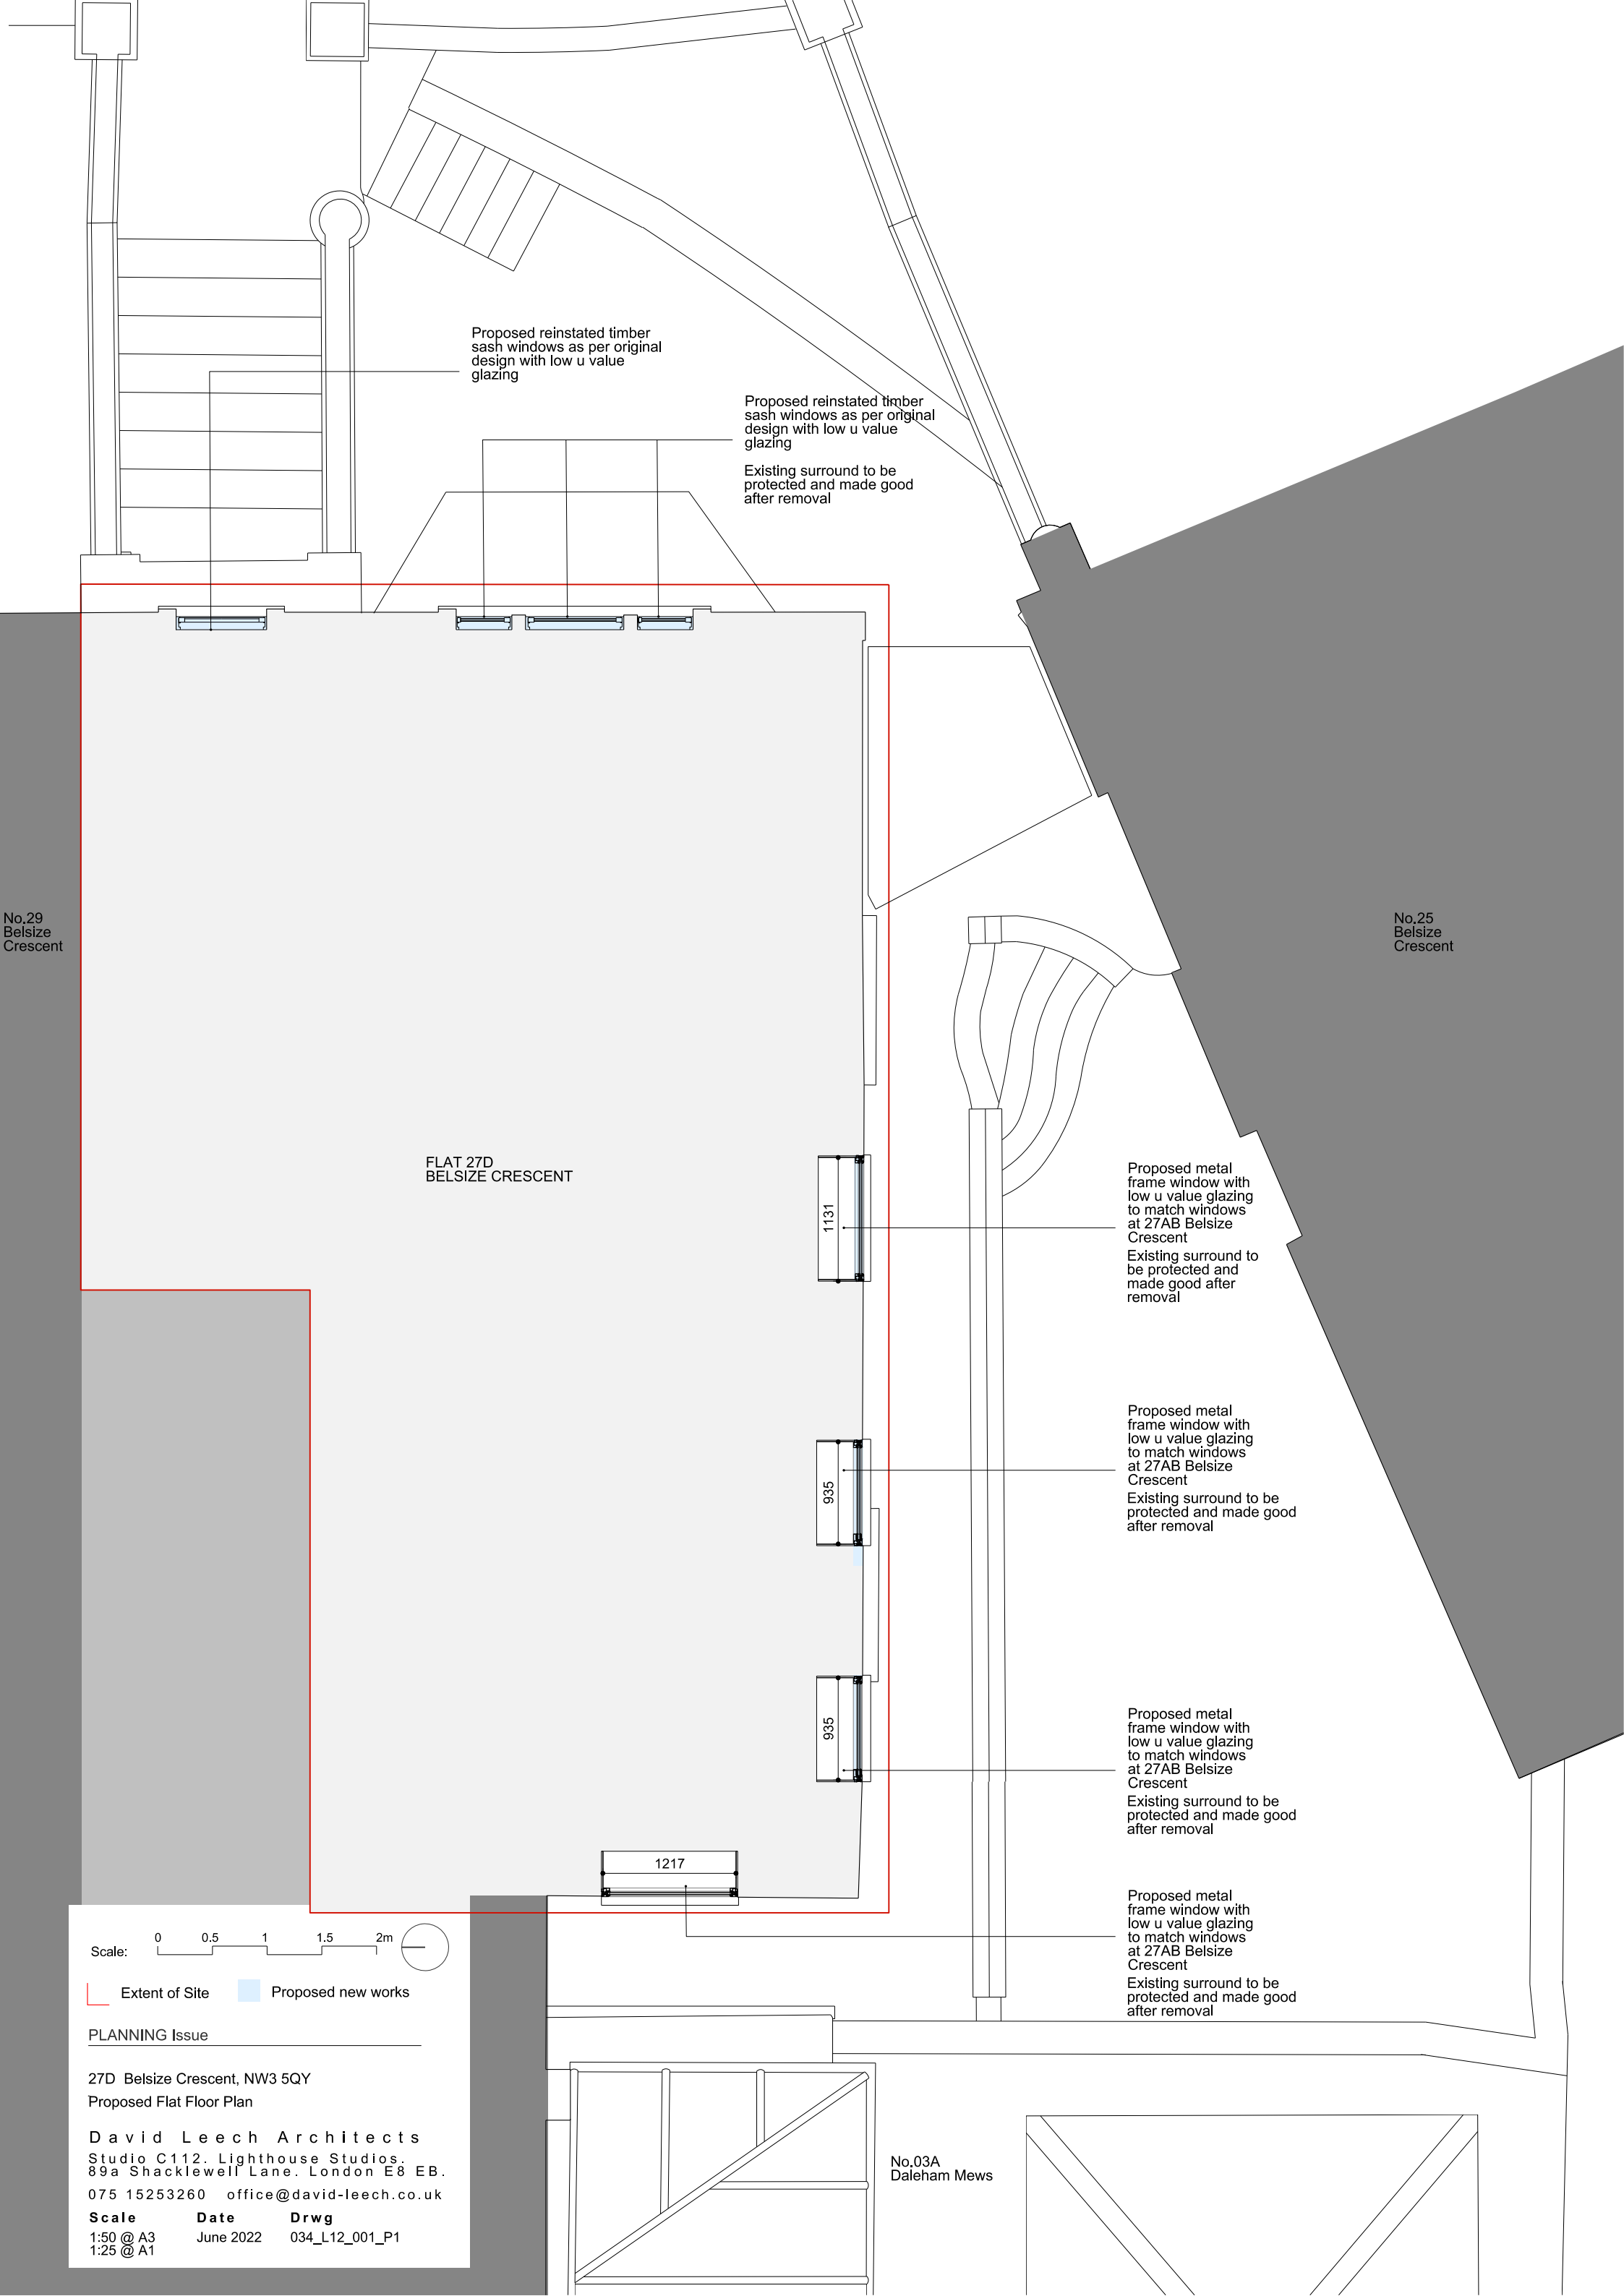 Proposed reinstated timber
sash windows as per original
design with low u value
glazing
Proposed reinstated timber
sash windows as per original
design with low u value
glazing
Existing surround to be
protected and made good
after removal
No.29
Belsize
Crescent
No.25
Belsize
Crescent
FLAT 27D
BELSIZE CRESCENT
1131
Proposed metal
frame window with
low u value glazing
to match windows
at 27AB Belsize
Crescent
Existing surround to
be protected and
made good after
removal
935
Proposed metal
frame window with
low u value glazing
to match windows
at 27AB Belsize
Crescent
Existing surround to be
protected and made good
after removal
935
Proposed metal
frame window with
low u value glazing
to match windows
at 27AB Belsize
Crescent
Existing surround to be
protected and made good
after removal
1217
Proposed metal
frame window with
low u value glazing
to match windows
at 27AB Belsize
Crescent
Existing surround to be
protected and made good
after removal
Scale: 0 0.5 1 1.5 2m
Extent of Site Proposed new works
PLANNING Issue
27D Belsize Crescent, NW3 5QY
Proposed Flat Floor Plan
David Leech Architects
Studio C112. Lighthouse Studios.
89a Shacklewell Lane. London E8 EB.
075 15253260 office@david-leech.co.uk
Scale Date Drwg
1:50 @ A3 June 2022 034_L12_001_P1
1:25 @ A1
No.03A
Daleham Mews